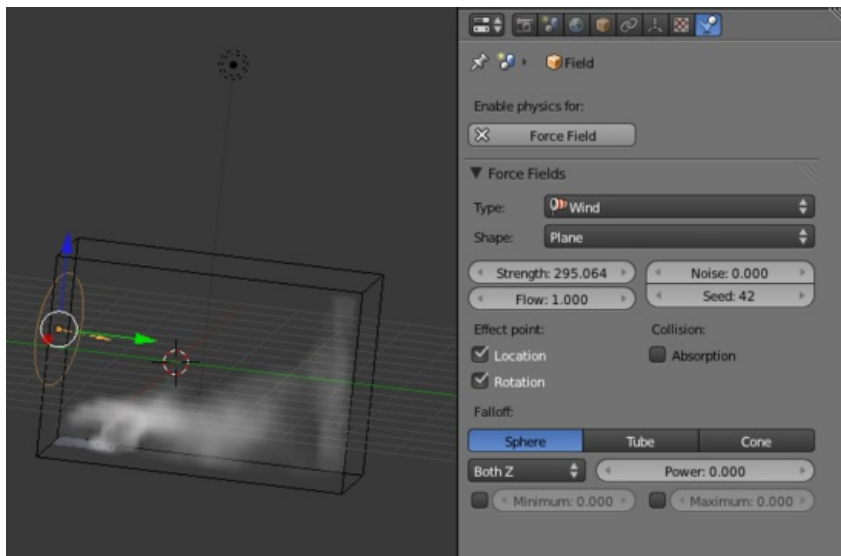 Field
Enable physics for:
Force Field
Force Fields
Type: Wind
Shape: Plane
Strength: 295.064 Noise: 0.000
Flow: 1.000 Seed: 42
Effect point: Collision:
Location Absorption
Rotation
Falloff:
Sphere Tube Cone
Both Z Power: 0.000
Minimum: 0.000 Maximum: 0.000